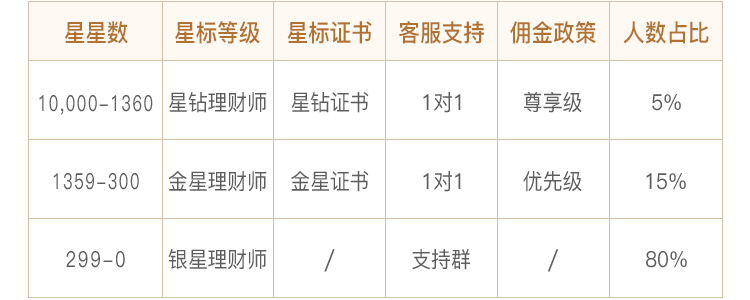 星星数 星标等级 星标证书 客服支持 佣金政策 人数占比
10,000-1360 星钻理财师 星钻证书 1对1 尊享级 5%
1359-300 金星理财师 金星证书 1对1 优先级 15%
299-0 银星理财师 / 支持群 / 80%